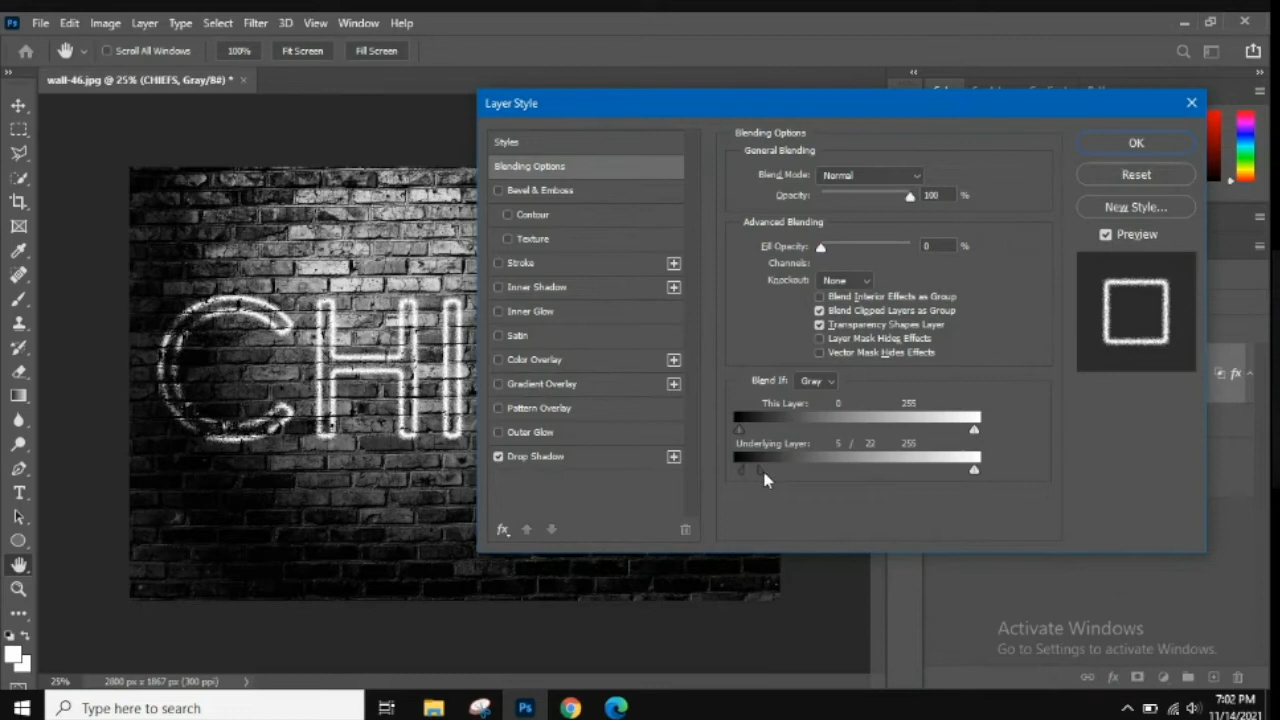 Ps File Edit Image Layer Type Select Filter 3D View Window Help
Scroll All Windows 100% Fit Screen Fill Screen
wall-46.jpg @ 25% (CHIEFS, Gray/8#) * ×
Layer Style
Styles
Blending Options
Bevel & Emboss
Contour
Texture
Stroke
Inner Shadow
Inner Glow
Satin
Color Overlay
Gradient Overlay
Pattern Overlay
Outer Glow
Drop Shadow
fx
Blending Options
General Blending
Blend Mode: Normal
Opacity: 100 %
Advanced Blending
Fill Opacity: 0 %
Channels:
Knockout: None
Blend Interior Effects as Group
Blend Clipped Layers as Group
Transparency Shapes Layer
Layer Mask Hides Effects
Vector Mask Hides Effects
Blend If: Gray
This Layer: 0 255
Underlying Layer: 5 / 22 255
OK
Reset
New Style...
Preview
CHI
fx
Activate Windows
Go to Settings to activate Windows.
fx
25% 2800 px x 1867 px (300 ppi)
Type here to search
Ps
7:02 PM
11/14/2021